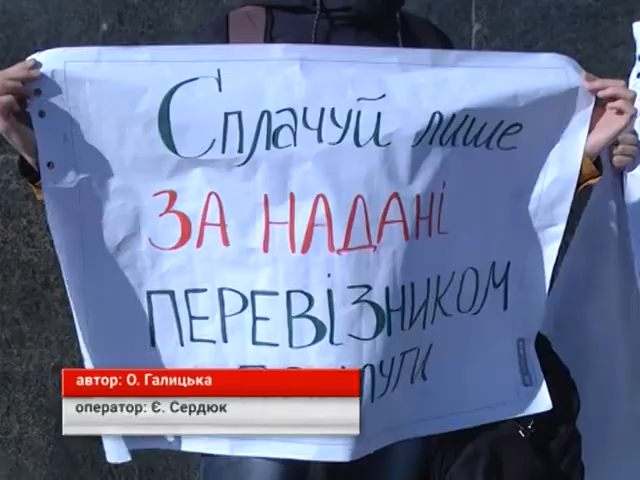 Сплачуй лише
ЗА НАДАНІ
ПЕРЕВІЗНИКОМ
автор: О. Галицька
оператор: Є. Сердюк